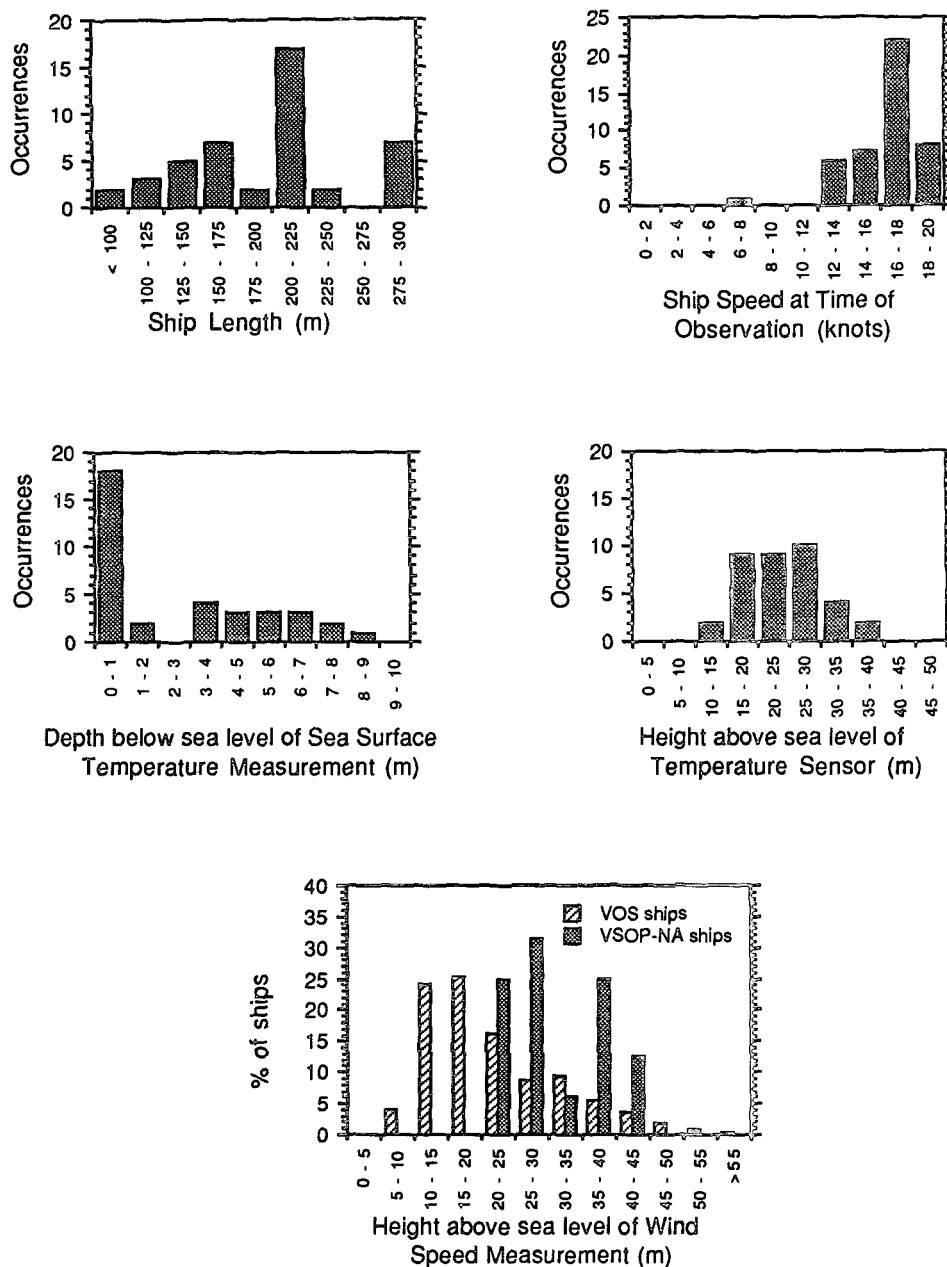 20
15
10
5
0
Occurrences
< 100
100 - 125
125 - 150
150 - 175
175 - 200
200 - 225
225 - 250
250 - 275
275 - 300
Ship Length (m)
25
20
15
10
5
0
Occurrences
0 - 2
2 - 4
4 - 6
6 - 8
8 - 10
10 - 12
12 - 14
14 - 16
16 - 18
18 - 20
Ship Speed at Time of
Observation (knots)
20
15
10
5
0
Occurrences
0 - 1
1 - 2
2 - 3
3 - 4
4 - 5
5 - 6
6 - 7
7 - 8
8 - 9
9 - 10
Depth below sea level of Sea Surface
Temperature Measurement (m)
20
15
10
5
0
Occurrences
0 - 5
5 - 10
10 - 15
15 - 20
20 - 25
25 - 30
30 - 35
35 - 40
40 - 45
45 - 50
Height above sea level of
Temperature Sensor (m)
40
35
30
25
20
15
10
5
0
% of ships
VOS ships
VSOP-NA ships
0 - 5
5 - 10
10 - 15
15 - 20
20 - 25
25 - 30
30 - 35
35 - 40
40 - 45
45 - 50
50 - 55
> 55
Height above sea level of Wind
Speed Measurement (m)